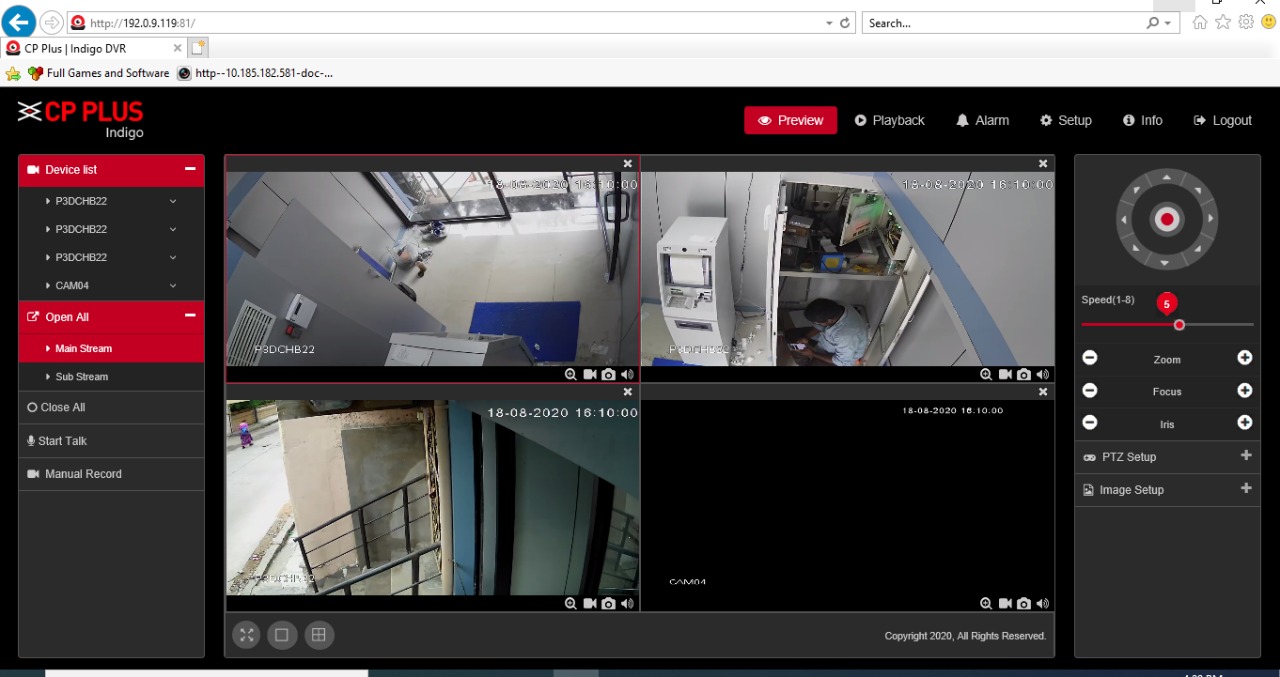 http://192.0.9.119:81/
Search...
CP Plus | Indigo DVR
Full Games and Software
http--10.185.182.581-doc-...
CP PLUS
Indigo
Preview
Playback
Alarm
Setup
Info
Logout
Device list
P3DCHB22
P3DCHB22
P3DCHB22
CAM04
Open All
Main Stream
Sub Stream
Close All
Start Talk
Manual Record
18-08-2020 16:10:00
P3DCHB22
18-08-2020 16:10:00
P3DCHB22
18-08-2020 16:10:00
P3DCHB22
18-08-2020 16:10:00
CAM04
Copyright 2020, All Rights Reserved.
Speed(1-8)
5
Zoom
Focus
Iris
PTZ Setup
Image Setup